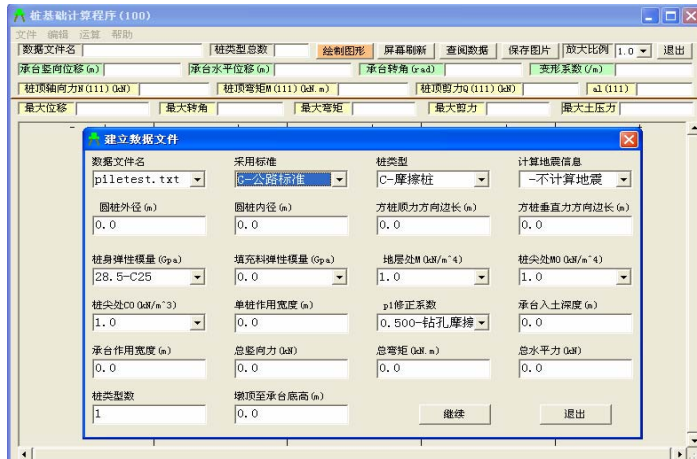 桩基础计算程序(100)
文件 编辑 运算 帮助
数据文件名 桩类型总数 绘制图形 屏幕刷新 查阅数据 保存图片 放大比例 1.0 退出
承台竖向位移(m) 承台水平位移(m) 承台转角(rad) 变形系数(/m)
桩顶轴向力N(111)(kN) 桩顶弯矩M(111)(kN.m) 桩顶剪力Q(111)(kN) al(111)
最大位移 最大转角 最大弯矩 最大剪力 最大土压力
建立数据文件
数据文件名 采用标准 桩类型 计算地震信息
piletest.txt G-公路标准 C-摩擦桩 -不计算地震
圆桩外径(m) 圆桩内径(m) 方桩顺力方向边长(m) 方桩垂直力方向边长(m)
0.0 0.0 0.0 0.0
桩身弹性模量(Gpa) 填充料弹性模量(Gpa) 地层处M(kN/m^4) 桩尖处M0(kN/m^4)
28.5-C25 0.0 1.0 1.0
桩尖处C0(kN/m^3) 单桩作用宽度(m) p1修正系数 承台入土深度(m)
1.0 0.0 0.500-钻孔摩擦 0.0
承台作用宽度(m) 总竖向力(kN) 总弯矩(kN.m) 总水平力(kN)
0.0 0.0 0.0 0.0
桩类型数 墩顶至承台底高(m)
1 0.0 继续 退出